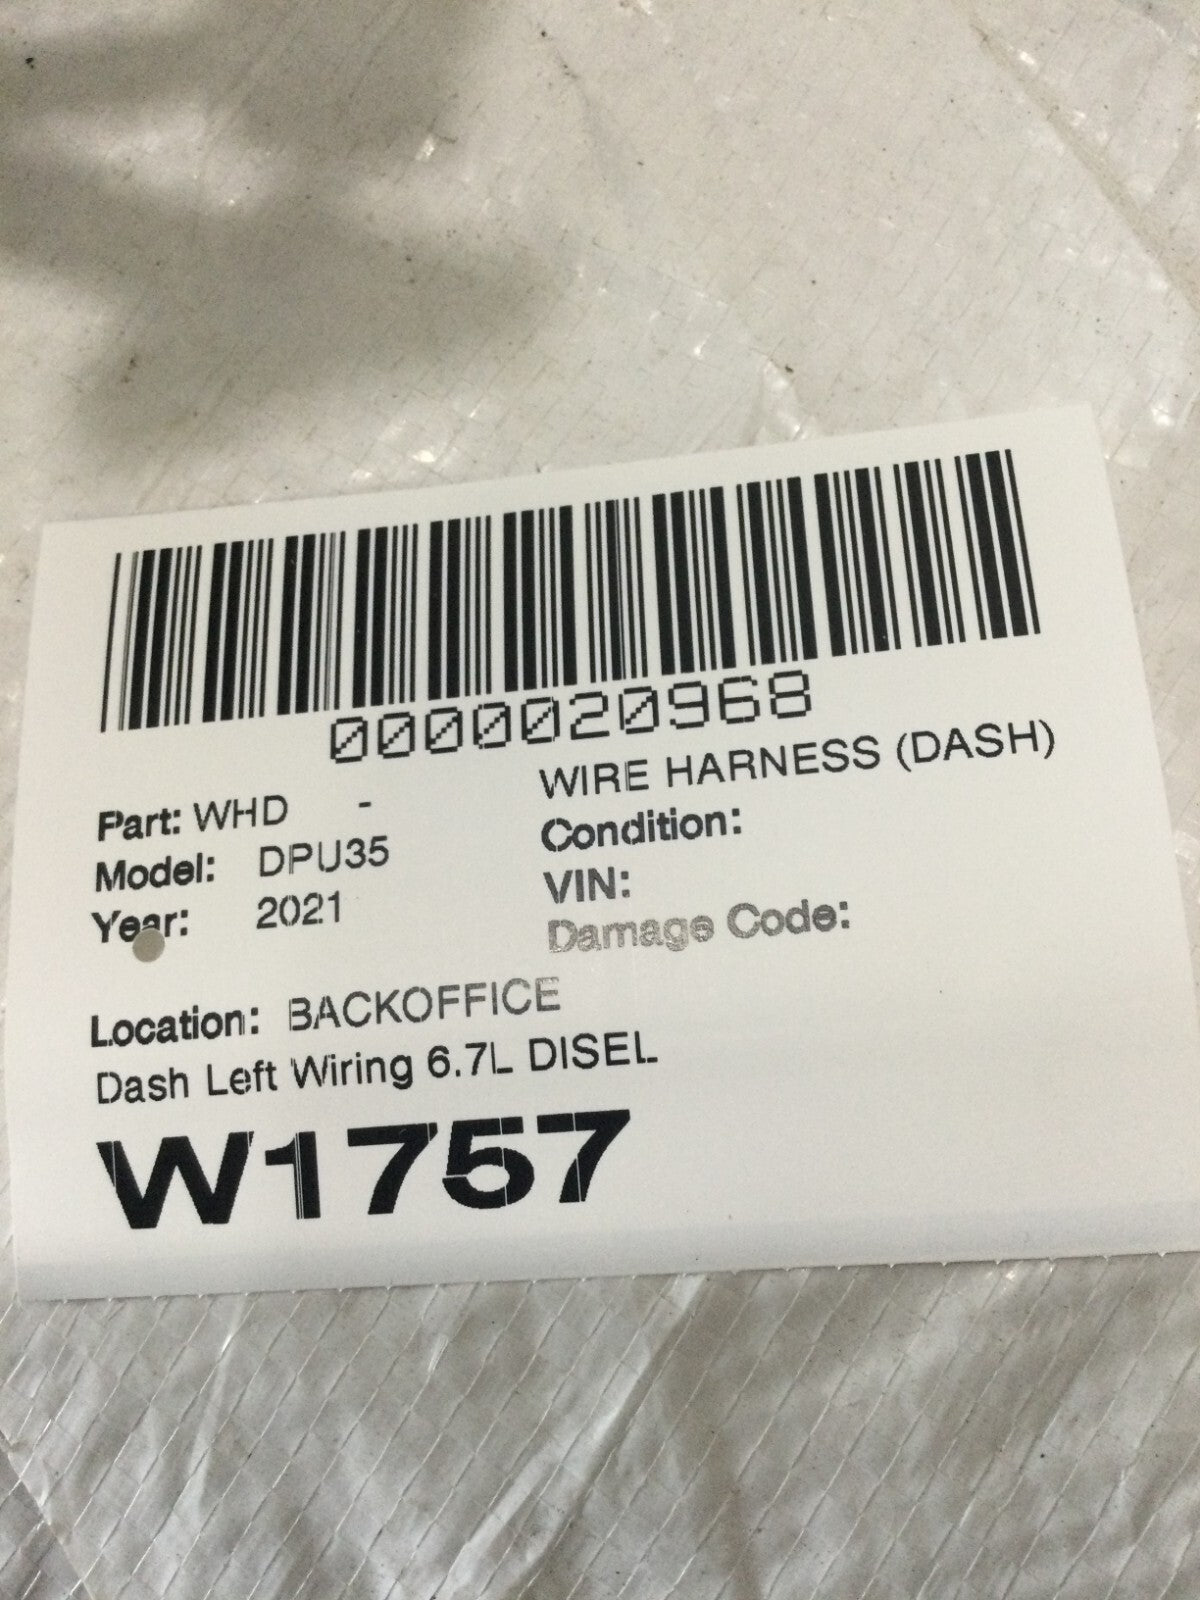 0000020968
Part: WHD - WIRE HARNESS (DASH)
Model: DPU35 Condition:
Year: 2021 VIN:
Damage Code:
Location: BACKOFFICE
Dash Left Wiring 6.7L DISEL
W1757